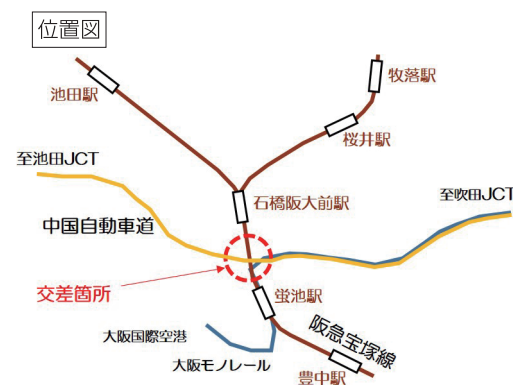 位置図
池田駅
牧落駅
桜井駅
至池田JCT
石橋阪大前駅
至吹田JCT
中国自動車道
交差箇所
蛍池駅
大阪国際空港
阪急宝塚線
大阪モノレール
豊中駅